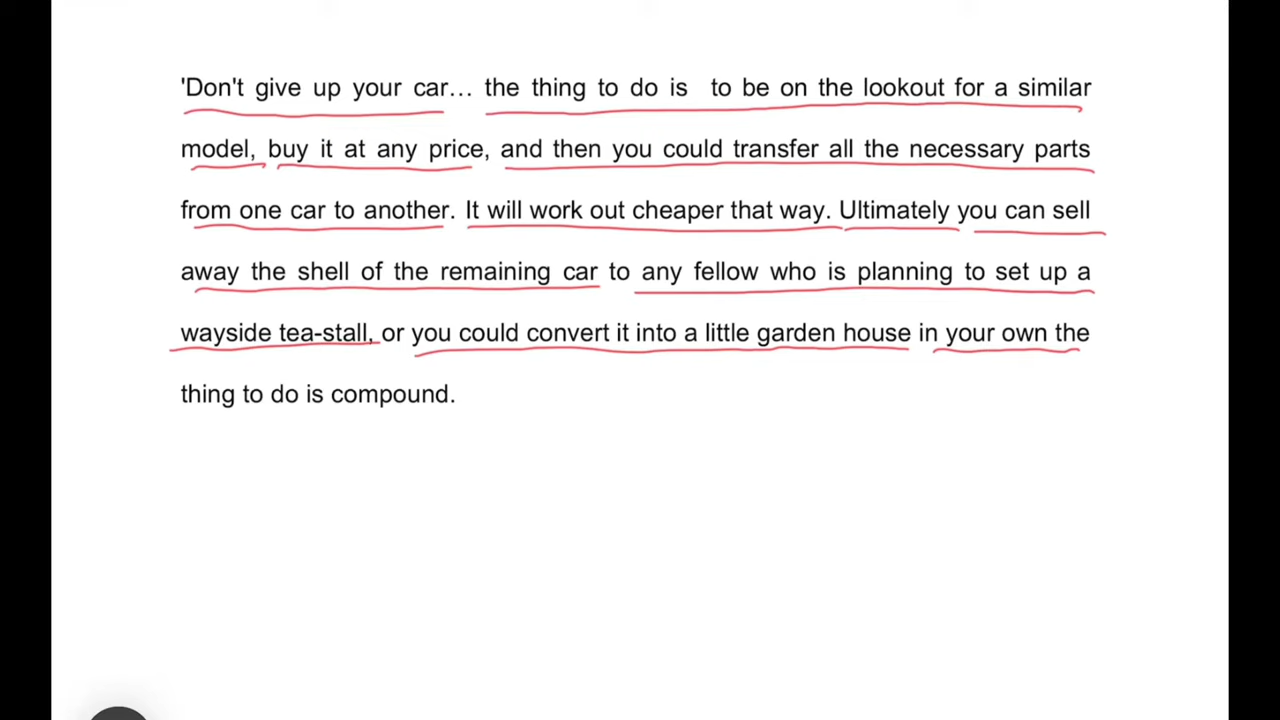 'Don't give up your car… the thing to do is to be on the lookout for a similar
model, buy it at any price, and then you could transfer all the necessary parts
from one car to another. It will work out cheaper that way. Ultimately you can sell
away the shell of the remaining car to any fellow who is planning to set up a
wayside tea-stall, or you could convert it into a little garden house in your own the
thing to do is compound.